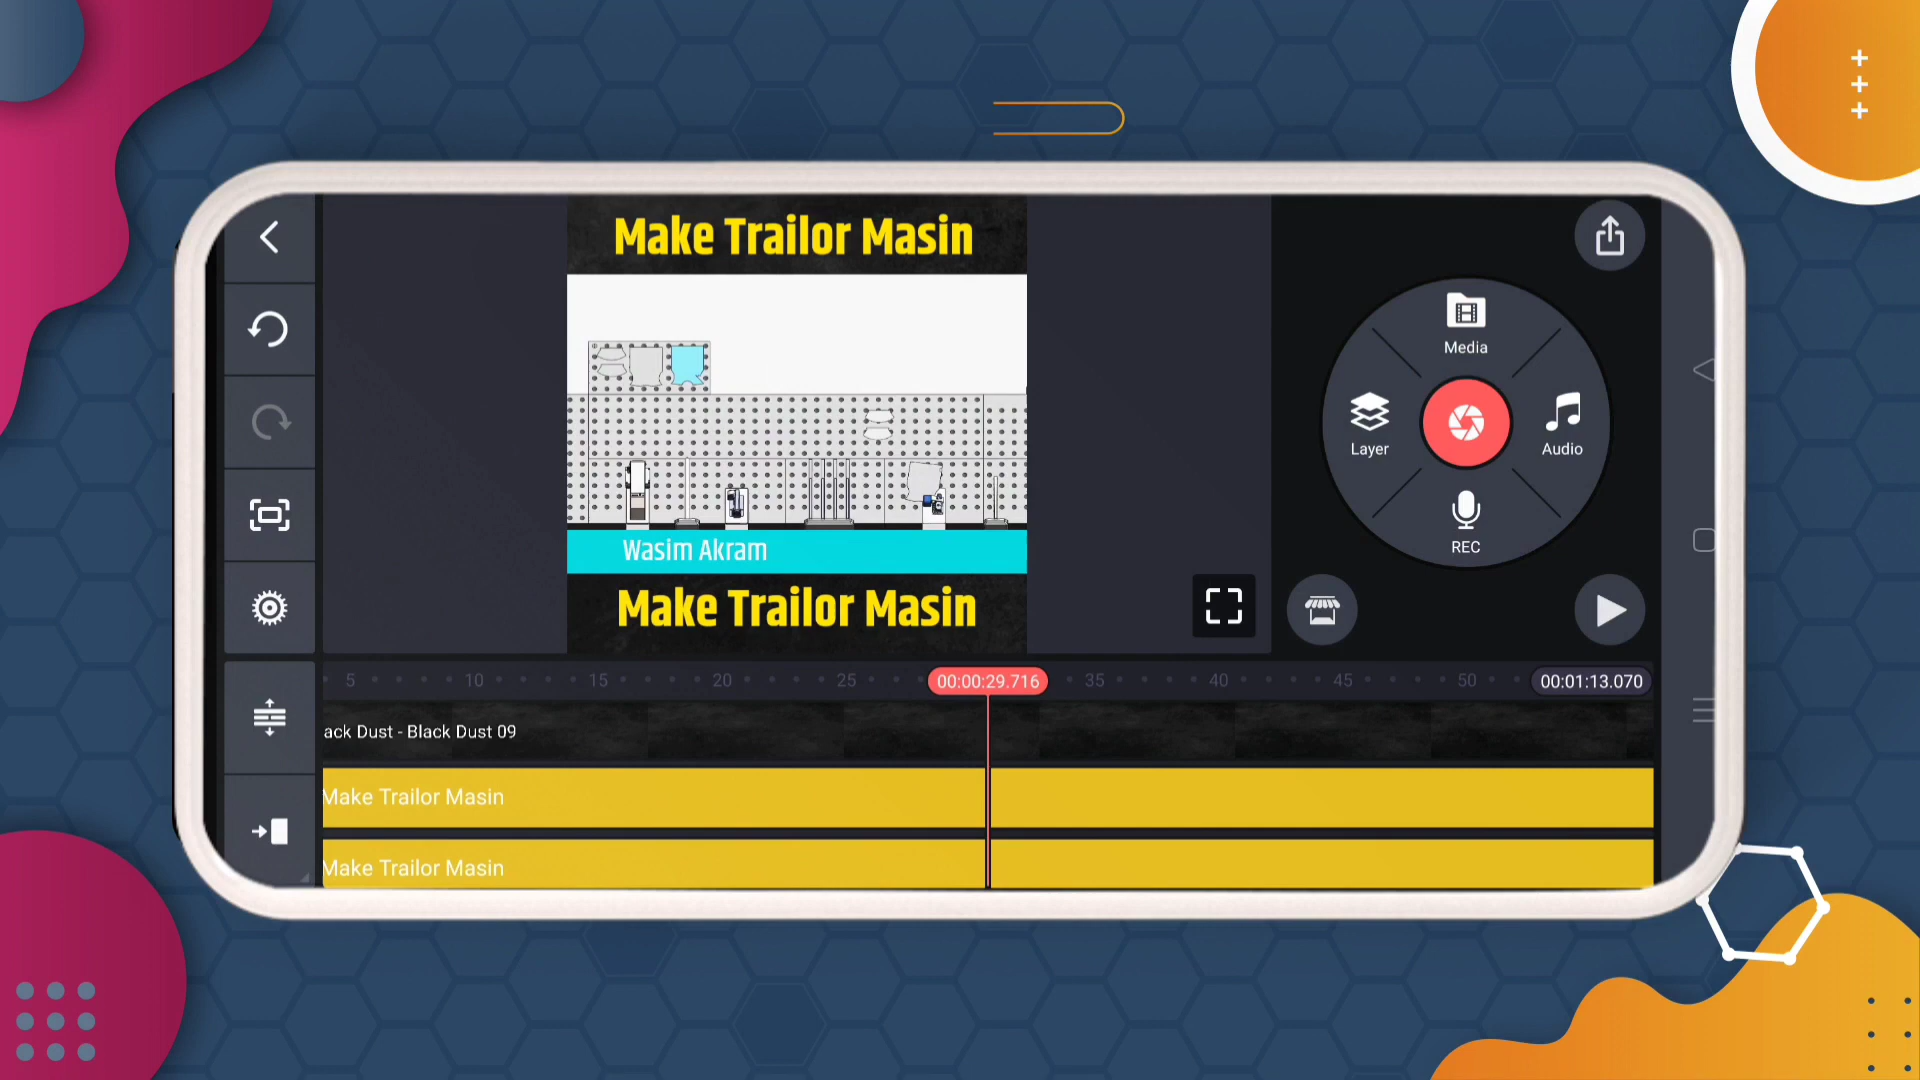 Make Trailor Masin
Media
Layer
Audio
REC
Wasim Akram
Make Trailor Masin
5 10 15 20 25 00:00:29.716 35 40 45 50 00:01:13.070
ack Dust - Black Dust 09
Make Trailor Masin
Make Trailor Masin